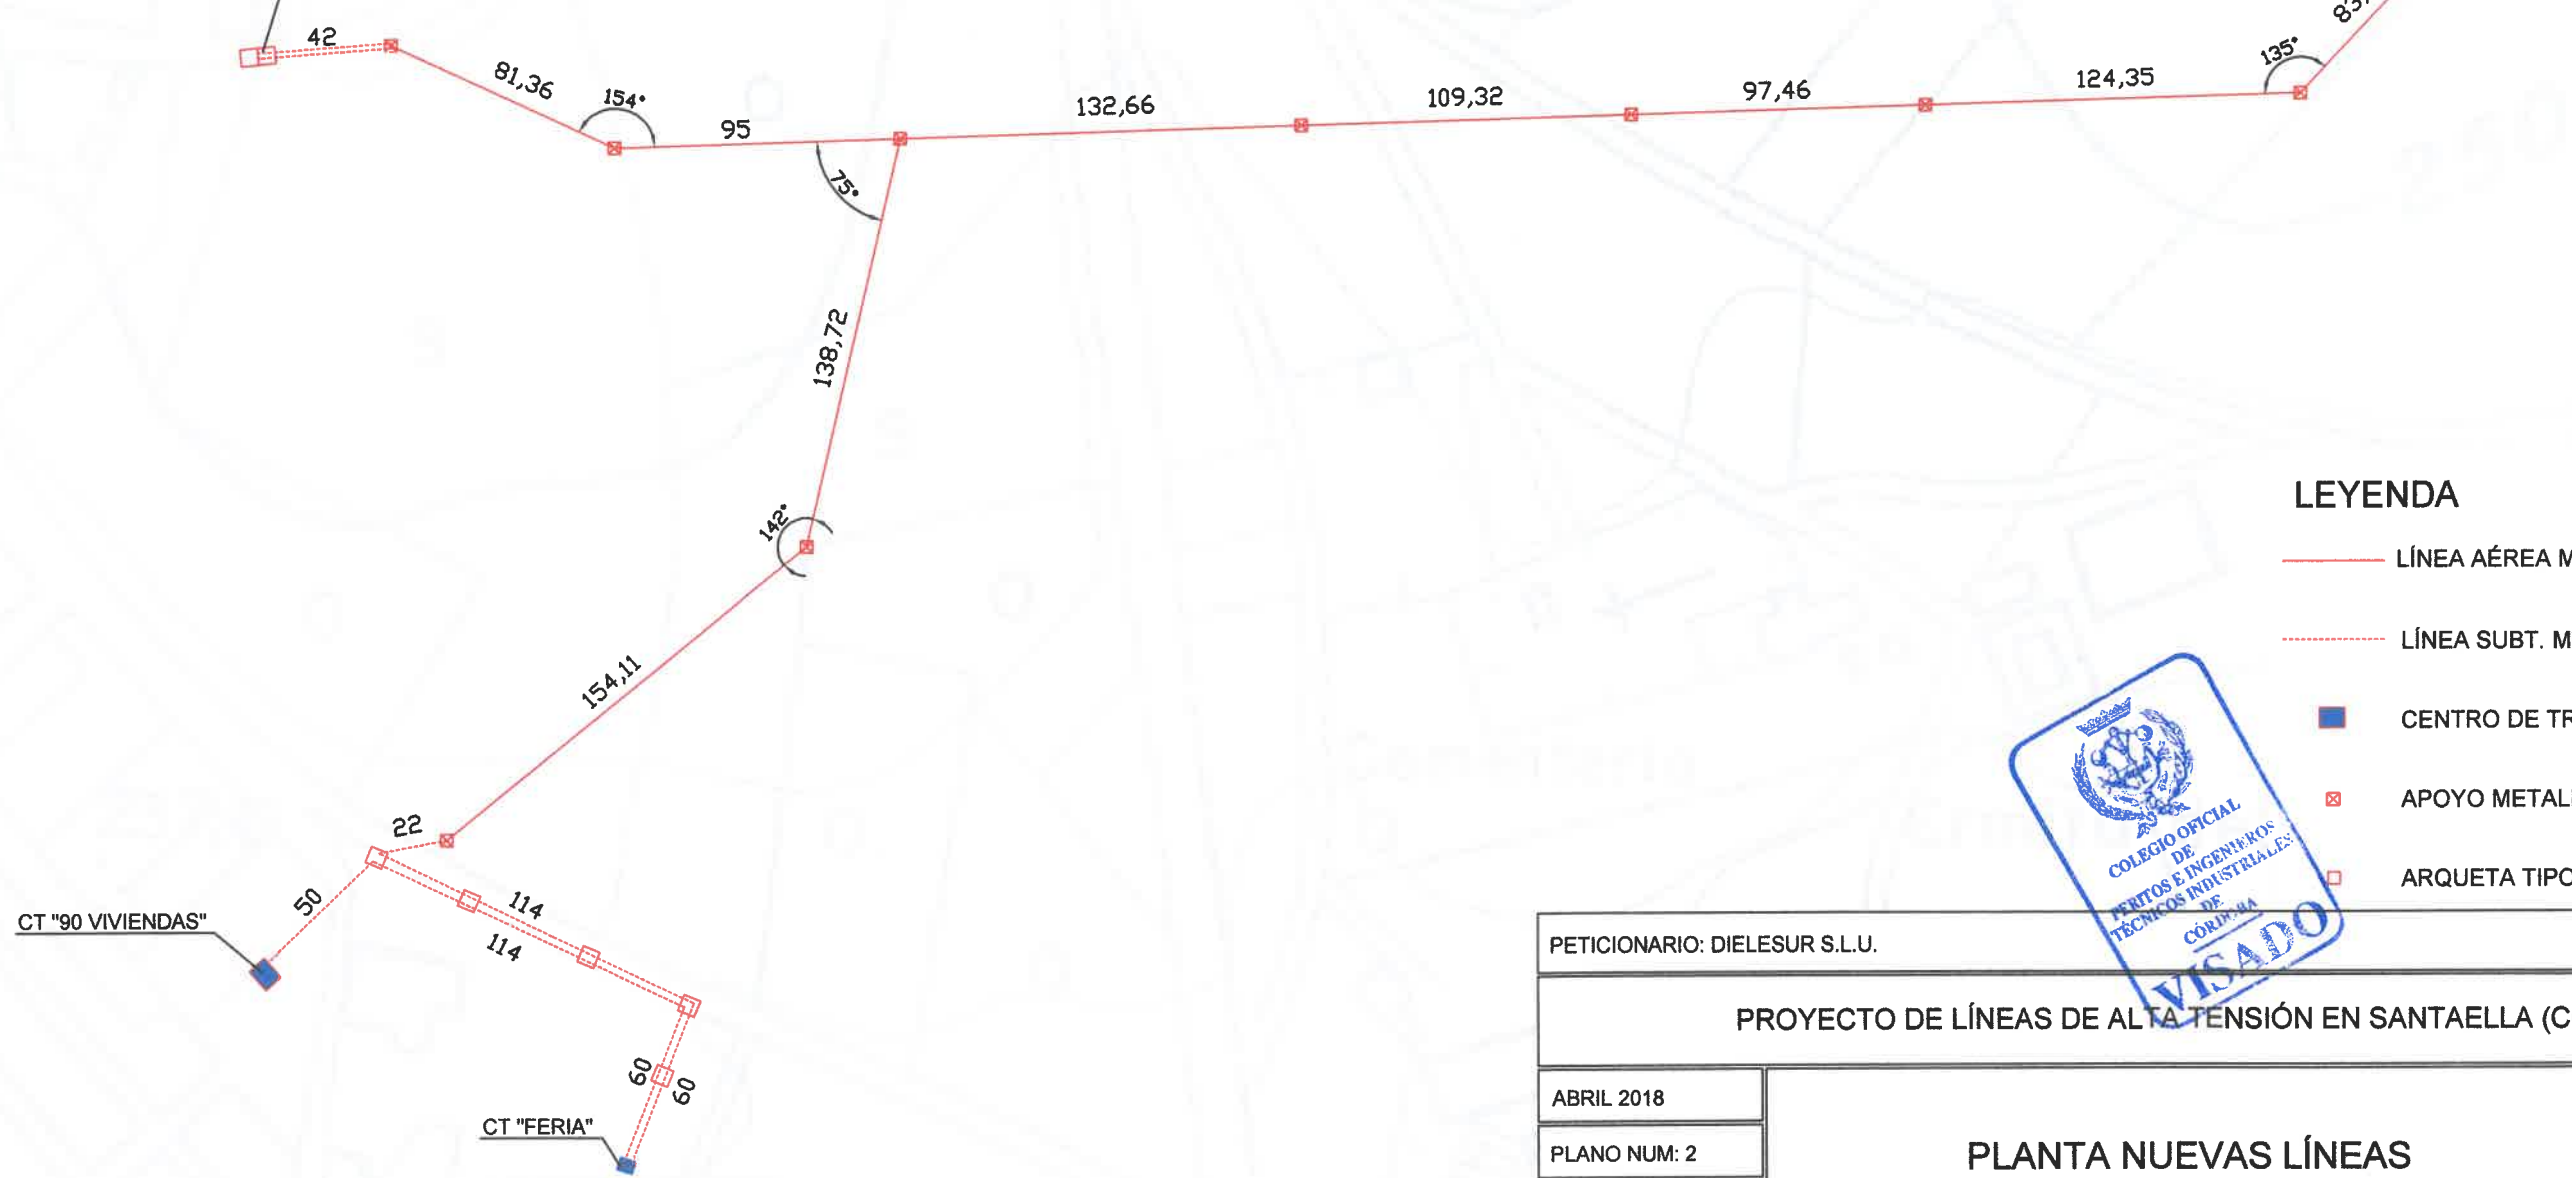 42
81,36
154°
95
132,66
109,32
97,46
124,35
135°
83,
75°
138,72
142°
154,11
22
50
114
114
60
60
CT "90 VIVIENDAS"
CT "FERIA"
LEYENDA
LÍNEA AÉREA M
LÍNEA SUBT. M
CENTRO DE TR
APOYO METAL
ARQUETA TIPO
COLEGIO OFICIAL
DE
PERITOS E INGENIEROS
TÉCNICOS INDUSTRIALES
DE
CÓRDOBA
VISADO
PETICIONARIO: DIELESUR S.L.U.
PROYECTO DE LÍNEAS DE ALTA TENSIÓN EN SANTAELLA (C
ABRIL 2018
PLANO NUM: 2
PLANTA NUEVAS LÍNEAS